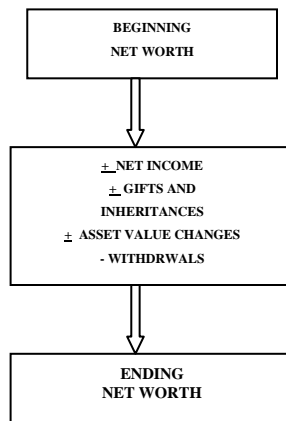 BEGINNING
NET WORTH
+ NET INCOME
+ GIFTS AND
INHERITANCES
+ ASSET VALUE CHANGES
- WITHDRWALS
ENDING
NET WORTH